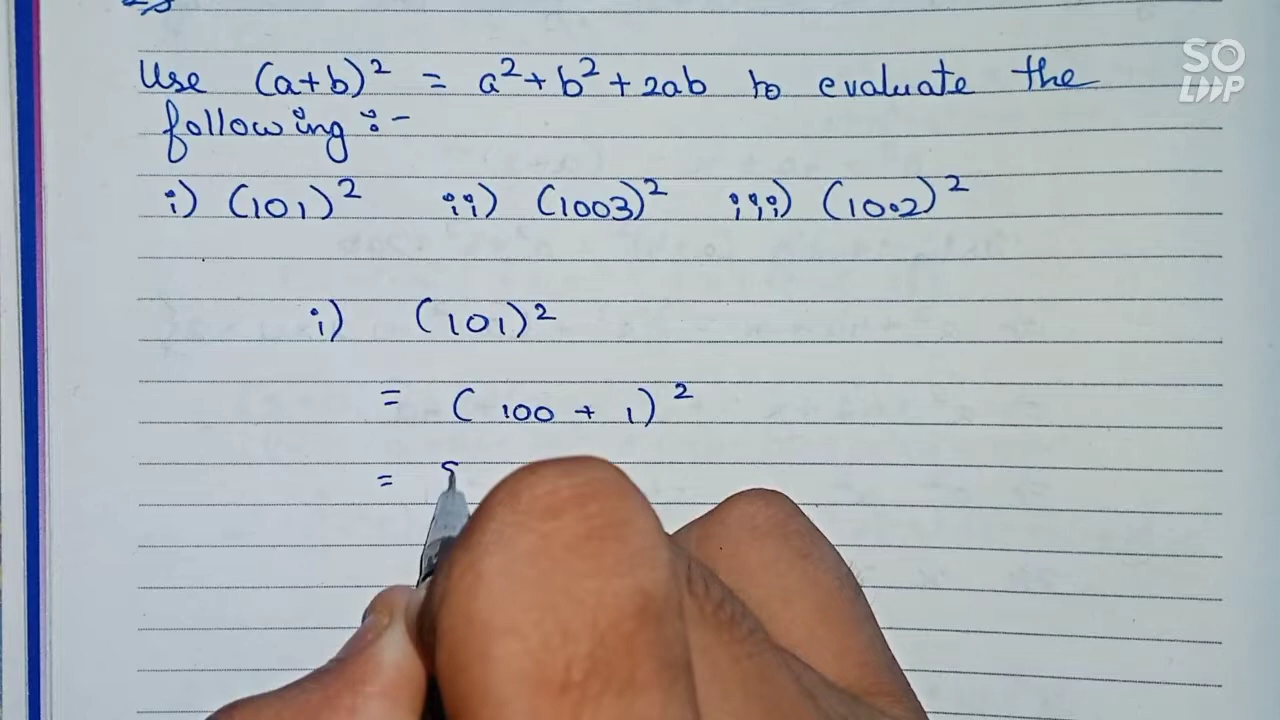 Use (a+b)² = a² + b² + 2ab to evaluate the
following :-
i) (101)² ii) (1003)² iii) (10.2)²
i) (101)²
= (100 + 1)²
=
SO
LOOP